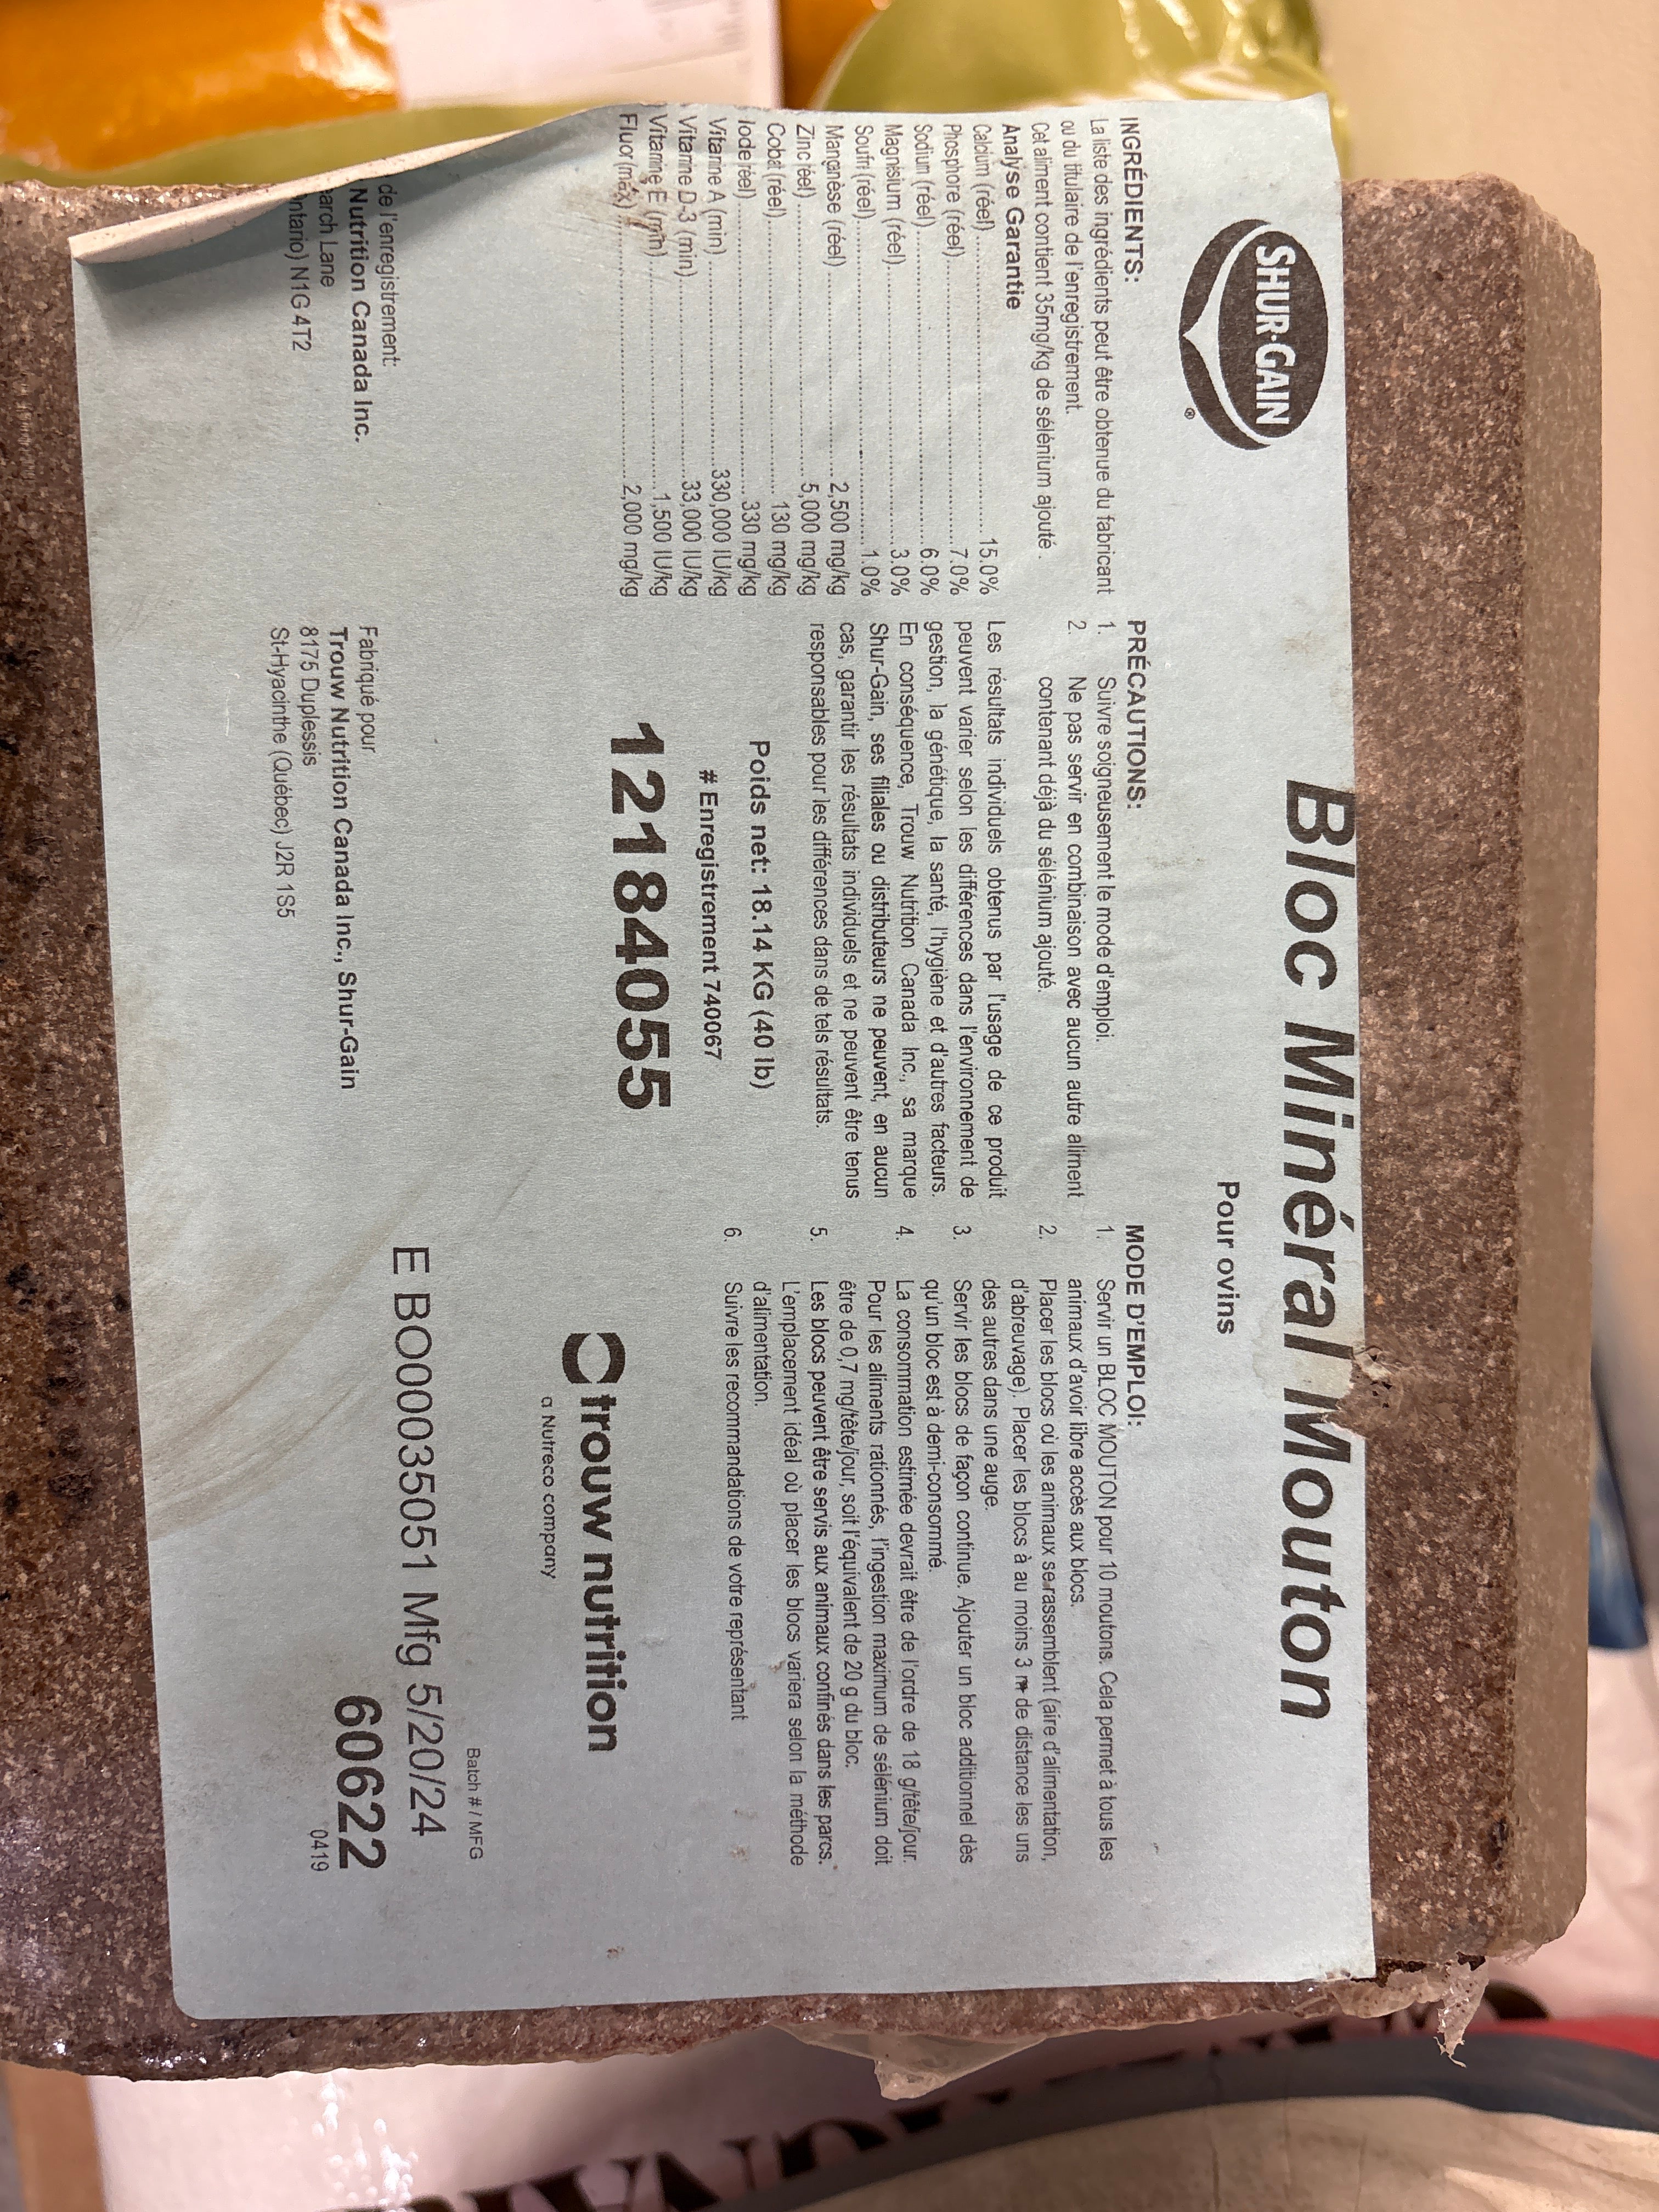 SHUR-GAIN
®
Bloc Minéral Mouton
Pour ovins
INGRÉDIENTS:
La liste des ingrédients peut être obtenue du fabricant
ou du titulaire de l'enregistrement.
Cet aliment contient 35mg/kg de sélénium ajouté.
Analyse Garantie
Calcium (réel) 15.0%
Phosphore (réel) 7.0%
Sodium (réel) 6.0%
Magnésium (réel) 3.0%
Soufre (réel) 1.0%
Manganèse (réel) 2,500 mg/kg
Zinc (réel) 5,000 mg/kg
Cobalt (réel) 130 mg/kg
Iode (réel) 330 mg/kg
Vitamine A (min) 330,000 IU/kg
Vitamine D-3 (min) 33,000 IU/kg
Vitamine E (min) 1,500 IU/kg
Fluor (max) 2,000 mg/kg
de l'enregistrement:
Nutrition Canada Inc.
earch Lane
ntario) N1G 4T2
PRÉCAUTIONS:
1. Suivre soigneusement le mode d'emploi.
2. Ne pas servir en combinaison avec aucun autre aliment
contenant déjà du sélénium ajouté.
Les résultats individuels obtenus par l'usage de ce produit
peuvent varier selon les différences dans l'environnement de
gestion, la génétique, la santé, l'hygiène et d'autres facteurs.
En conséquence, Trouw Nutrition Canada Inc., sa marque
Shur-Gain, ses filiales ou distributeurs ne peuvent, en aucun
cas, garantir les résultats individuels et ne peuvent être tenus
responsables pour les différences dans de tels résultats.
Poids net: 18.14 KG (40 lb)
# Enregistrement 740067
12184055
Fabriqué pour
Trouw Nutrition Canada Inc., Shur-Gain
8175 Duplessis
St-Hyacinthe (Québec) J2R 1S5
MODE D'EMPLOI:
1. Servir un BLOC MOUTON pour 10 moutons. Cela permet à tous les
animaux d'avoir libre accès aux blocs.
2. Placer les blocs où les animaux se rassemblent (aire d'alimentation,
d'abreuvage). Placer les blocs à au moins 3 m de distance les uns
des autres dans une auge.
3. Servir les blocs de façon continue. Ajouter un bloc additionnel dès
qu'un bloc est à demi-consommé.
4. La consommation estimée devrait être de l'ordre de 18 g/tête/jour.
Pour les aliments rationnés, l'ingestion maximum de sélénium doit
être de 0,7 mg/tête/jour, soit l'équivalent de 20 g du bloc.
5. Les blocs peuvent être servis aux animaux confinés dans les parcs.
L'emplacement idéal où placer les blocs variera selon la méthode
d'alimentation.
6. Suivre les recommandations de votre représentant
trouw nutrition
a Nutreco company
Batch # / MFG
E BO00035051 Mfg 5/20/24
60622
0419